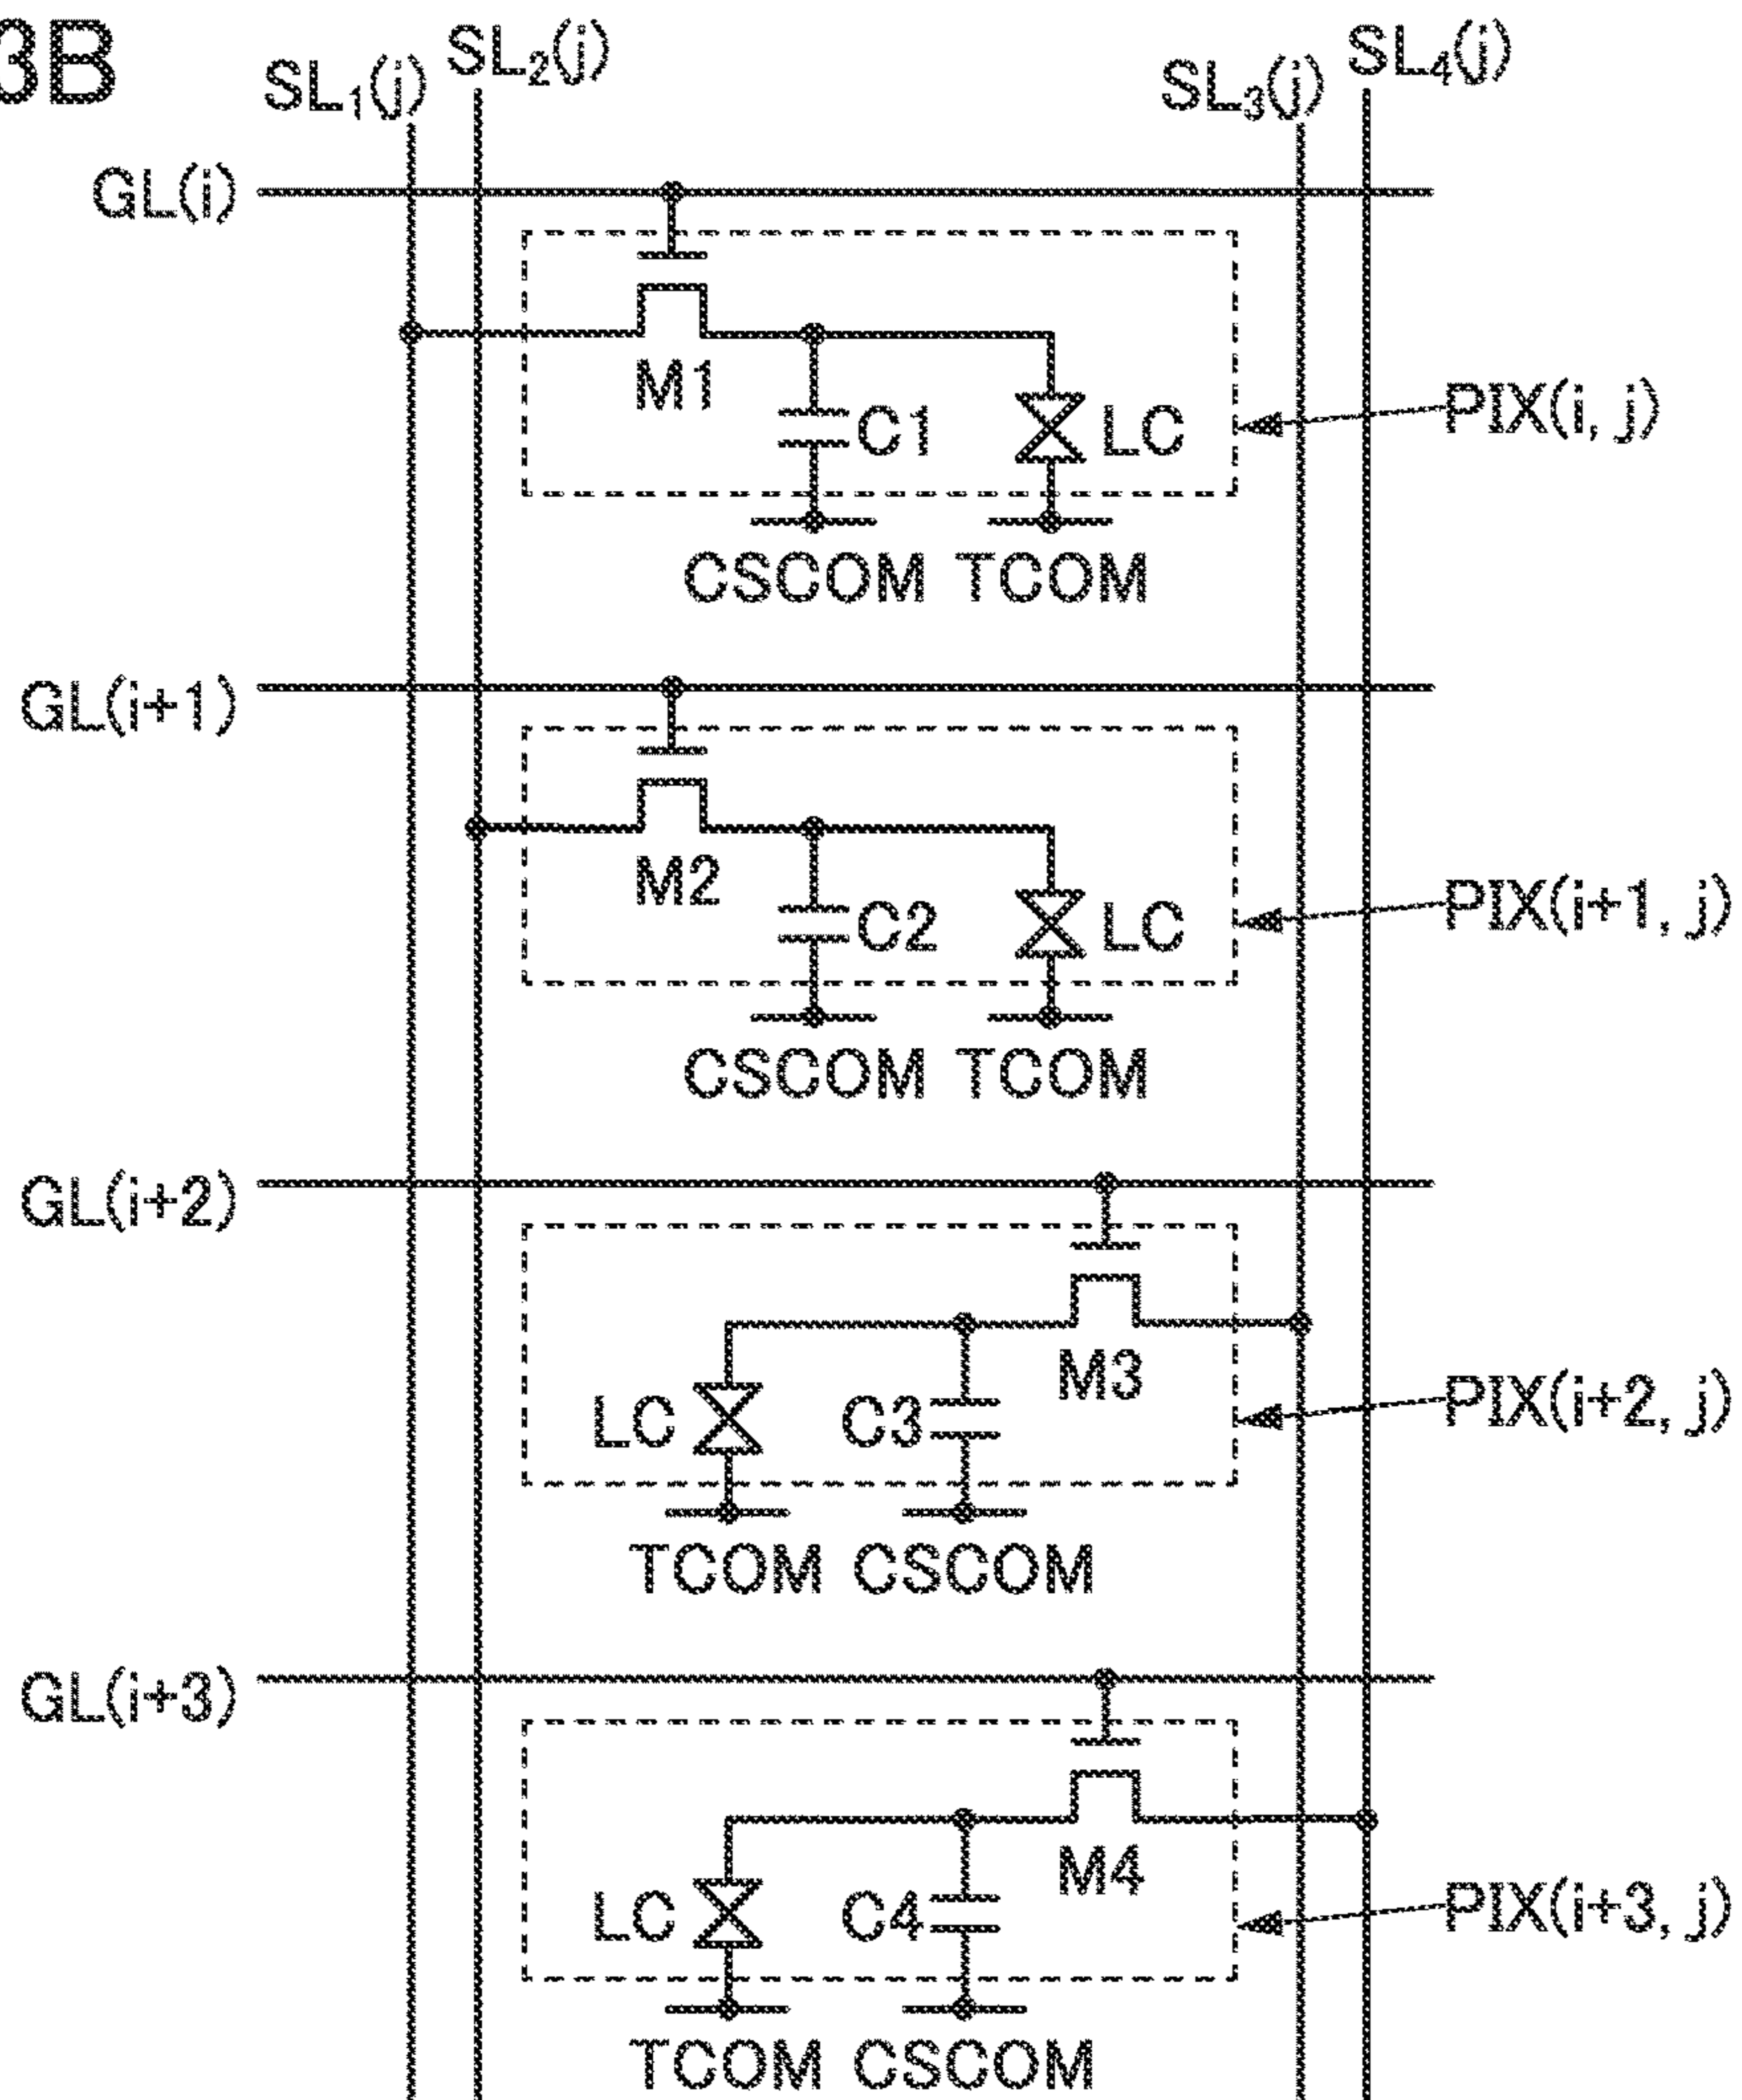 3B
SL₁(j) SL₂(j) SL₃(j) SL₄(j)
GL(i)
M1
C1 LC PIX(i, j)
CSCOM TCOM
GL(i+1)
M2
C2 LC PIX(i+1, j)
CSCOM TCOM
GL(i+2)
M3
LC C3 PIX(i+2, j)
TCOM CSCOM
GL(i+3)
M4
LC C4 PIX(i+3, j)
TCOM CSCOM